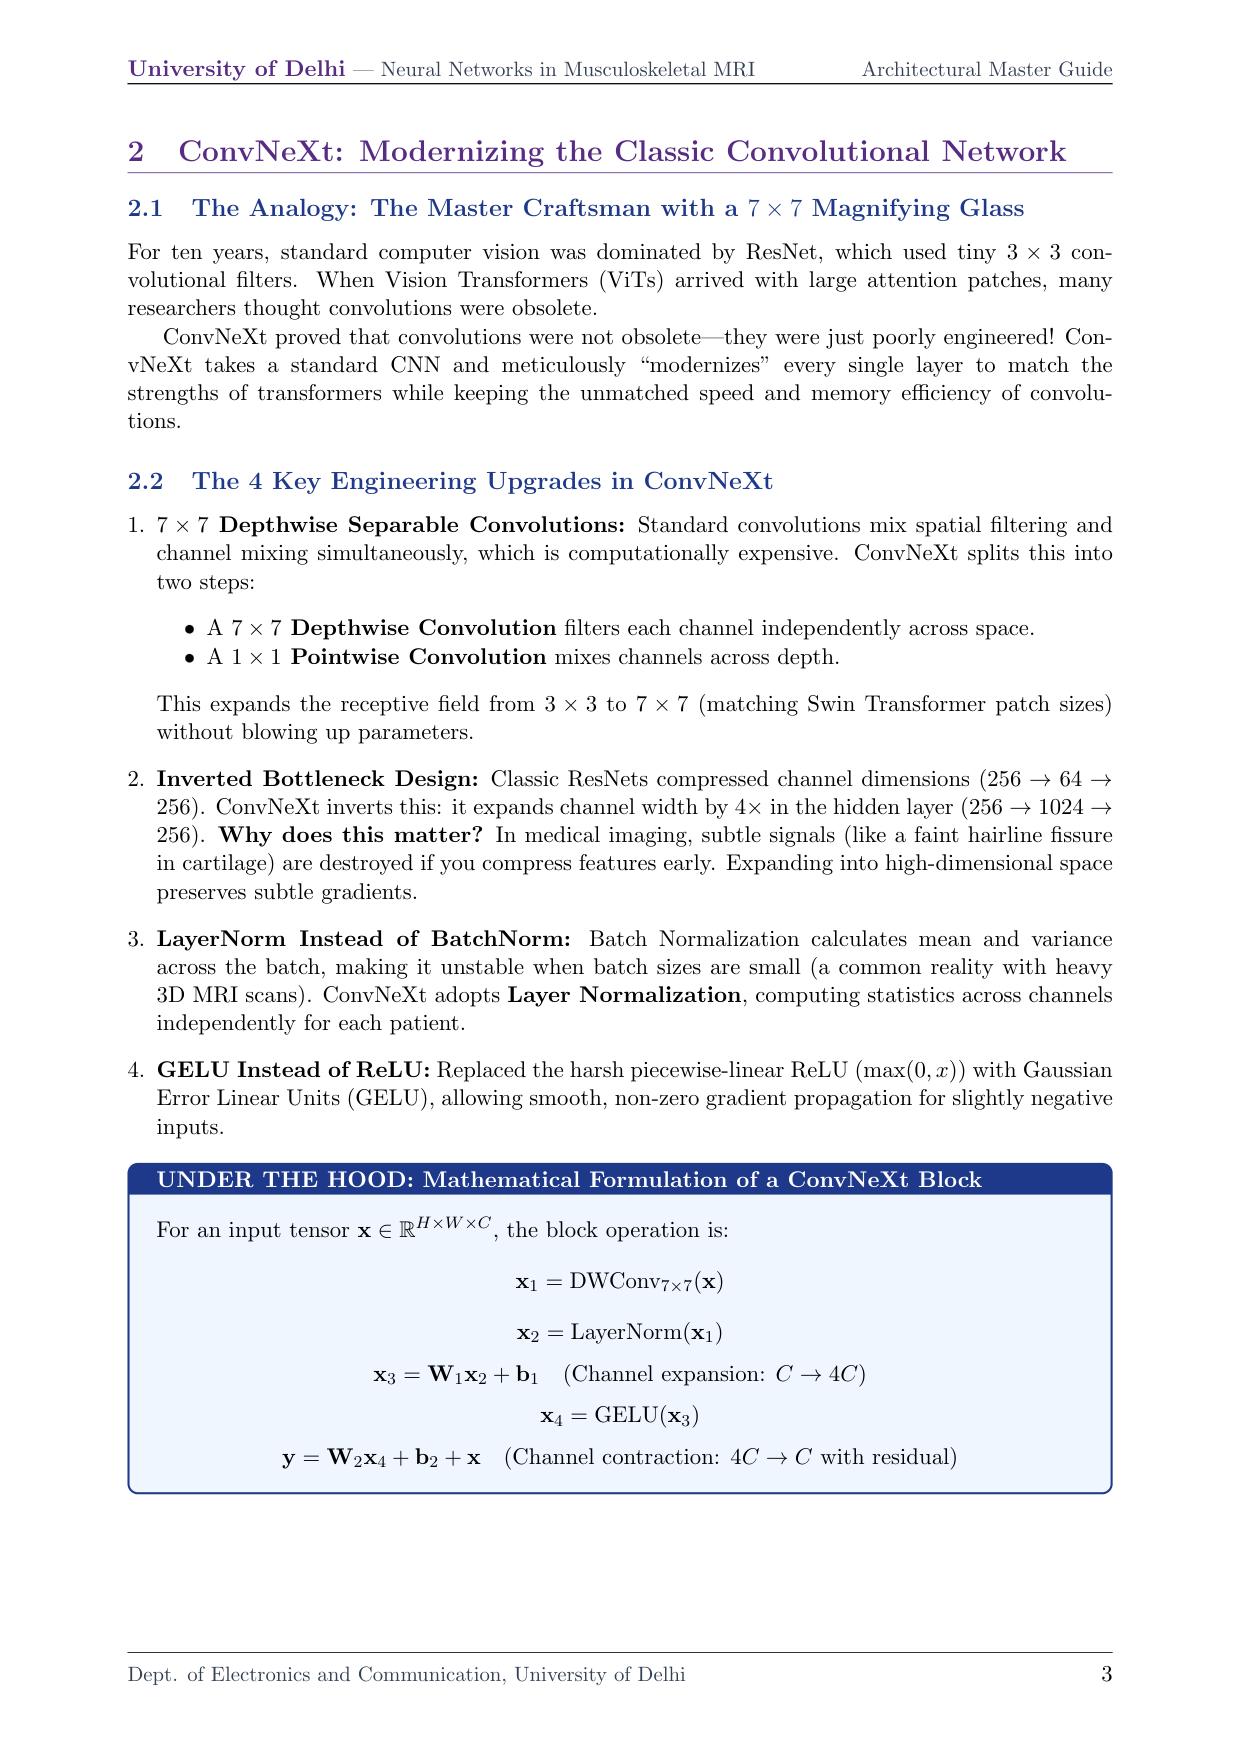 University of Delhi — Neural Networks in Musculoskeletal MRI Architectural Master Guide
2 ConvNeXt: Modernizing the Classic Convolutional Network
2.1 The Analogy: The Master Craftsman with a 7 × 7 Magnifying Glass
For ten years, standard computer vision was dominated by ResNet, which used tiny 3 × 3 con-
volutional filters. When Vision Transformers (ViTs) arrived with large attention patches, many
researchers thought convolutions were obsolete.
ConvNeXt proved that convolutions were not obsolete—they were just poorly engineered! Con-
vNeXt takes a standard CNN and meticulously “modernizes” every single layer to match the
strengths of transformers while keeping the unmatched speed and memory efficiency of convolu-
tions.
2.2 The 4 Key Engineering Upgrades in ConvNeXt
1. 7 × 7 Depthwise Separable Convolutions: Standard convolutions mix spatial filtering and
channel mixing simultaneously, which is computationally expensive. ConvNeXt splits this into
two steps:
• A 7 × 7 Depthwise Convolution filters each channel independently across space.
• A 1 × 1 Pointwise Convolution mixes channels across depth.
This expands the receptive field from 3 × 3 to 7 × 7 (matching Swin Transformer patch sizes)
without blowing up parameters.
2. Inverted Bottleneck Design: Classic ResNets compressed channel dimensions (256 → 64 →
256). ConvNeXt inverts this: it expands channel width by 4× in the hidden layer (256 → 1024 →
256). Why does this matter? In medical imaging, subtle signals (like a faint hairline fissure
in cartilage) are destroyed if you compress features early. Expanding into high-dimensional space
preserves subtle gradients.
3. LayerNorm Instead of BatchNorm: Batch Normalization calculates mean and variance
across the batch, making it unstable when batch sizes are small (a common reality with heavy
3D MRI scans). ConvNeXt adopts Layer Normalization, computing statistics across channels
independently for each patient.
4. GELU Instead of ReLU: Replaced the harsh piecewise-linear ReLU (max(0, x)) with Gaussian
Error Linear Units (GELU), allowing smooth, non-zero gradient propagation for slightly negative
inputs.
UNDER THE HOOD: Mathematical Formulation of a ConvNeXt Block
For an input tensor x ∈ ℝ^{H×W×C}, the block operation is:
x₁ = DWConv₇×₇(x)
x₂ = LayerNorm(x₁)
x₃ = W₁x₂ + b₁ (Channel expansion: C → 4C)
x₄ = GELU(x₃)
y = W₂x₄ + b₂ + x (Channel contraction: 4C → C with residual)
Dept. of Electronics and Communication, University of Delhi 3